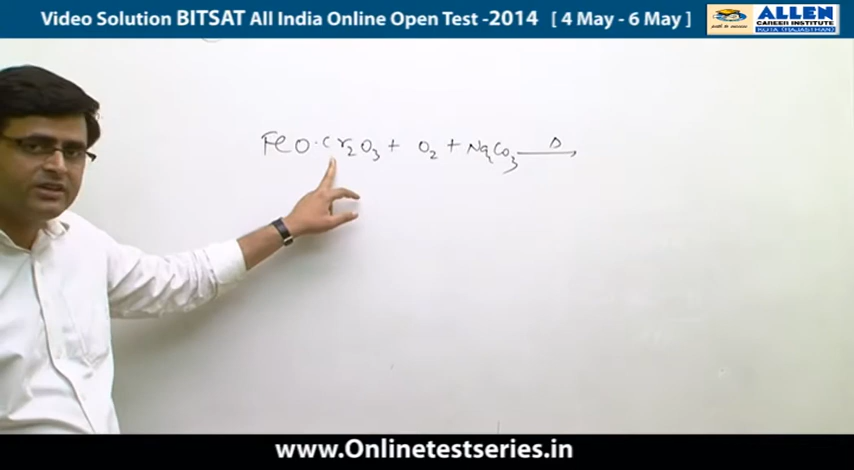 Video Solution BITSAT All India Online Open Test -2014 [ 4 May - 6 May ]
ALLEN
CAREER INSTITUTE
KOTA (RAJASTHAN)
FeO·Cr₂O₃ + O₂ + Na₂CO₃ —Δ→
www.Onlinetestseries.in